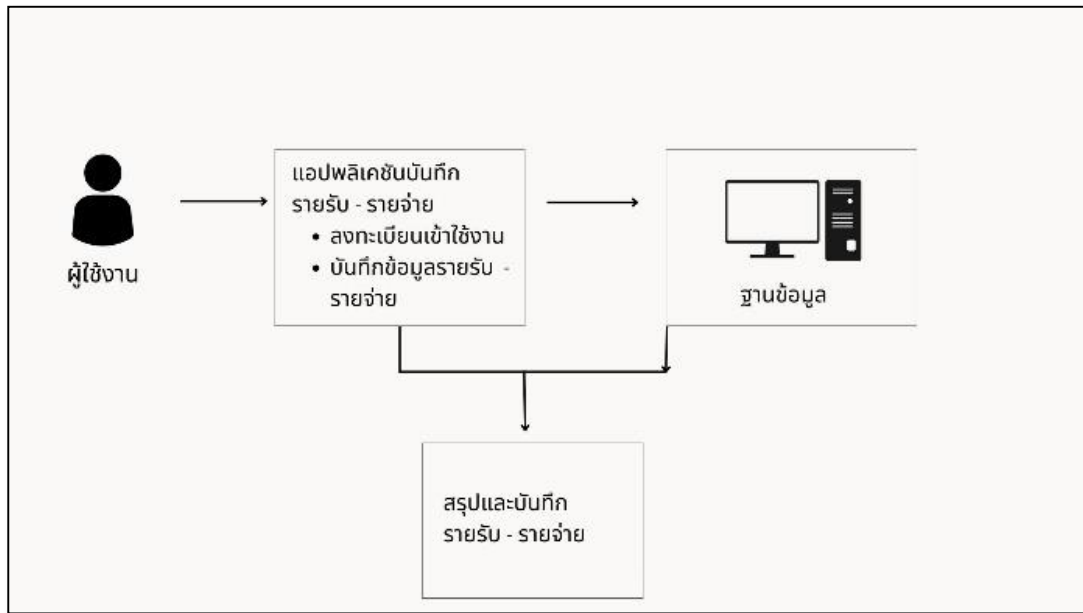 ผู้ใช้งาน
แอปพลิเคชันบันทึก
รายรับ - รายจ่าย
• ลงทะเบียนเข้าใช้งาน
• บันทึกข้อมูลรายรับ -
รายจ่าย
ฐานข้อมูล
สรุปและบันทึก
รายรับ - รายจ่าย